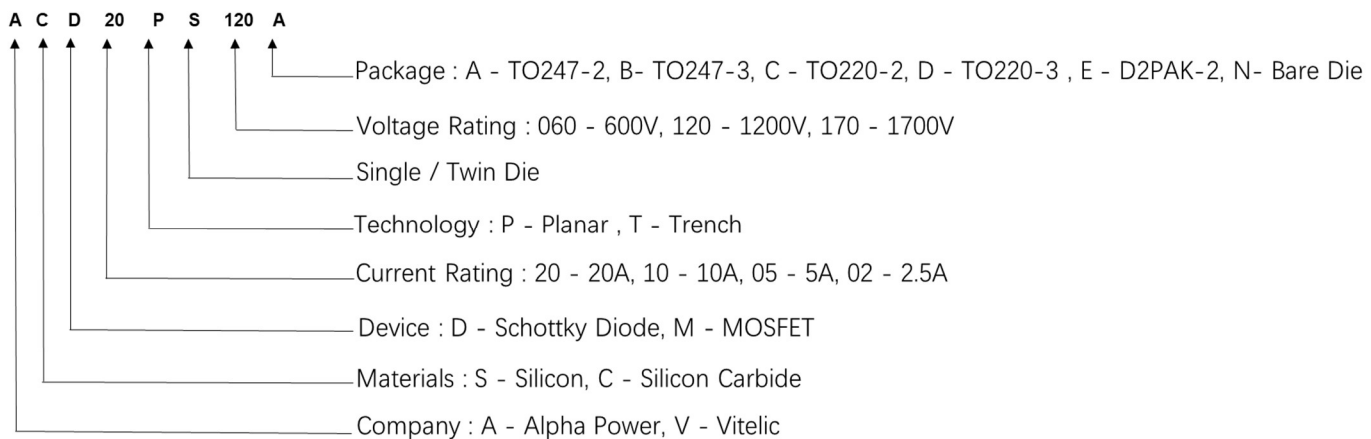 A C D 20 P S 120 A
Package : A - TO247-2, B- TO247-3, C - TO220-2, D - TO220-3 , E - D2PAK-2, N- Bare Die
Voltage Rating : 060 - 600V, 120 - 1200V, 170 - 1700V
Single / Twin Die
Technology : P - Planar , T - Trench
Current Rating : 20 - 20A, 10 - 10A, 05 - 5A, 02 - 2.5A
Device : D - Schottky Diode, M - MOSFET
Materials : S - Silicon, C - Silicon Carbide
Company : A - Alpha Power, V - Vitelic